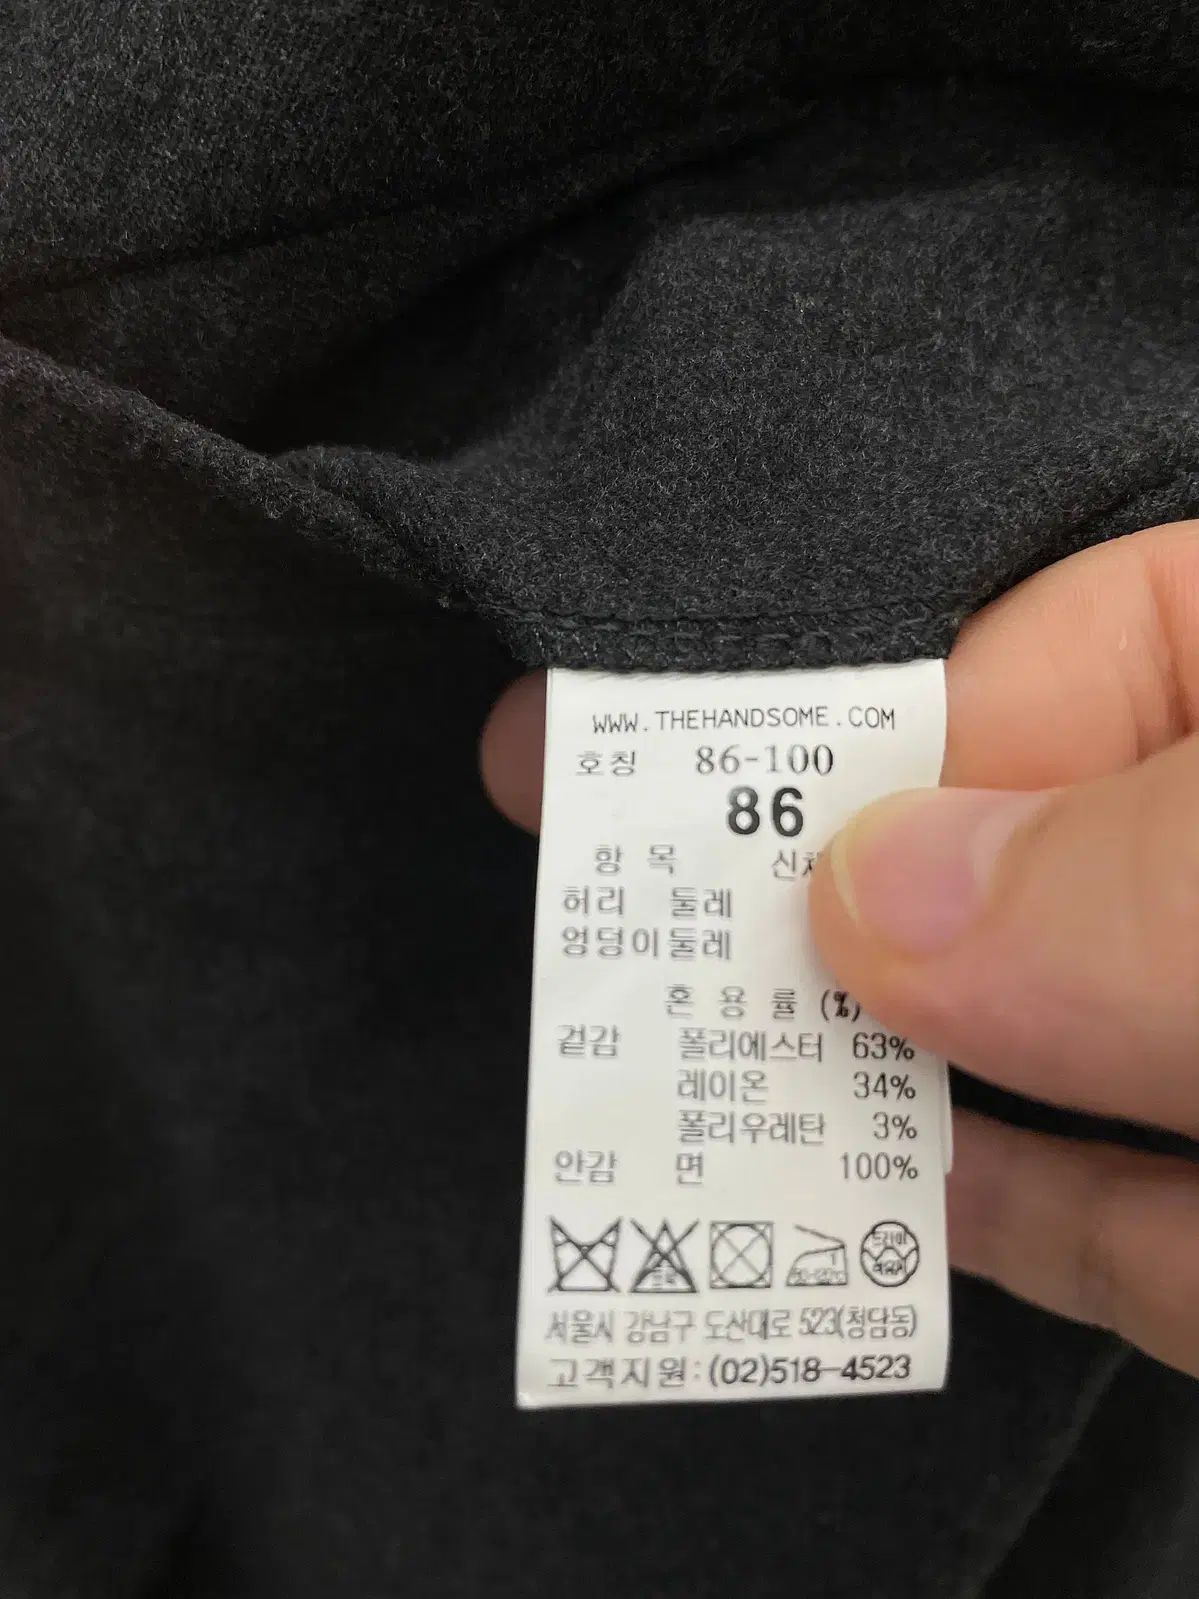 WWW.THEHANDSOME.COM
호칭 86-100
86
항 목
허리 둘레
엉덩이둘레
혼 용 률 (%)
겉감 폴리에스터 63%
레이온 34%
폴리우레탄 3%
안감 면 100%
드라이
서울시 강남구 도산대로 523(청담동)
고객지원:(02)518-4523